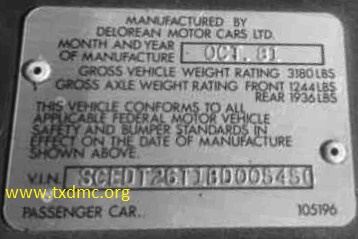 MANUFACTURED BY
DELOREAN MOTOR CARS LTD.
MONTH AND YEAR
OF MANUFACTURE OCT. 81
GROSS VEHICLE WEIGHT RATING 3180 LBS
GROSS AXLE WEIGHT RATING FRONT 1244 LBS
REAR 1936 LBS
THIS VEHICLE CONFORMS TO ALL
APPLICABLE FEDERAL MOTOR VEHICLE
SAFETY AND BUMPER STANDARDS IN
EFFECT ON THE DATE OF MANUFACTURE
SHOWN ABOVE.
V.I.N.
www.txdmc.org
PASSENGER CAR.. 105196